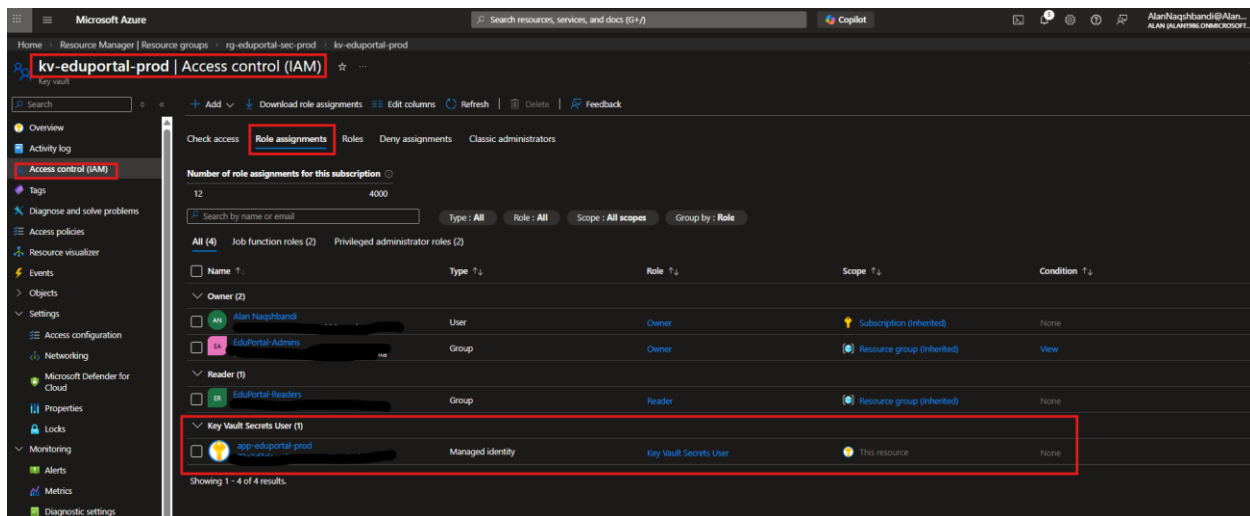 Microsoft Azure
Search resources, services, and docs (G+/)
Copilot
AlanNaqshbandi@Alan...
ALAN (ALAN1986.ONMICROSOFT...
Home > Resource Manager | Resource groups > rg-eduportal-sec-prod > kv-eduportal-prod
kv-eduportal-prod | Access control (IAM)
Key vault
Search
Add
Download role assignments
Edit columns
Refresh
Delete
Feedback
Overview
Activity log
Access control (IAM)
Tags
Diagnose and solve problems
Access policies
Resource visualizer
Events
Objects
Settings
Access configuration
Networking
Microsoft Defender for
Cloud
Properties
Locks
Monitoring
Alerts
Metrics
Diagnostic settings
Check access Role assignments Roles Deny assignments Classic administrators
Number of role assignments for this subscription
12 4000
Search by name or email
Type : All
Role : All
Scope : All scopes
Group by : Role
All (4) Job function roles (2) Privileged administrator roles (2)
Name Type Role Scope Condition
Owner (2)
AN Alan Naqshbandi User Owner Subscription (Inherited) None
EA EduPortal-Admins Group Owner Resource group (Inherited) View
Reader (1)
ER EduPortal-Readers Group Reader Resource group (Inherited) None
Key Vault Secrets User (1)
app-eduportal-prod Managed identity Key Vault Secrets User This resource None
Showing 1 - 4 of 4 results.